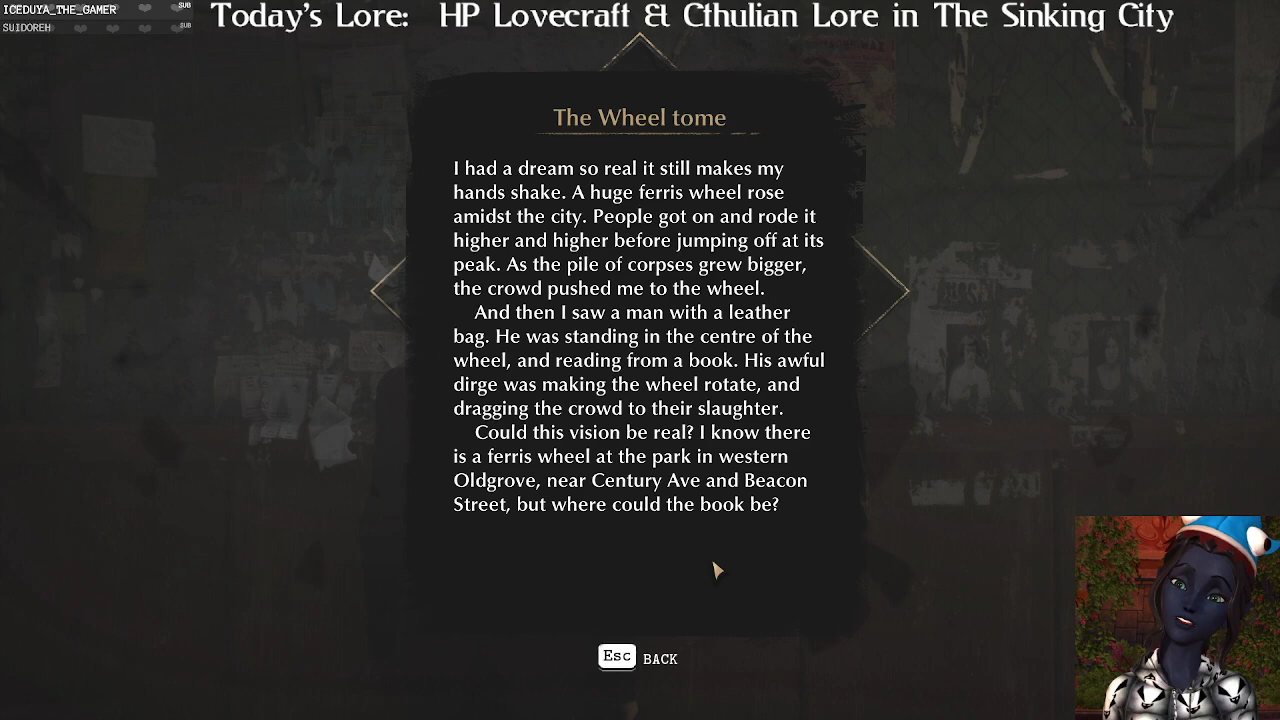 ICEDUYA_THE_GAMER SUB
SUIDOREH SUB
Today's Lore: HP Lovecraft & Cthulian Lore in The Sinking City
The Wheel tome
I had a dream so real it still makes my
hands shake. A huge ferris wheel rose
amidst the city. People got on and rode it
higher and higher before jumping off at its
peak. As the pile of corpses grew bigger,
the crowd pushed me to the wheel.
And then I saw a man with a leather
bag. He was standing in the centre of the
wheel, and reading from a book. His awful
dirge was making the wheel rotate, and
dragging the crowd to their slaughter.
Could this vision be real? I know there
is a ferris wheel at the park in western
Oldgrove, near Century Ave and Beacon
Street, but where could the book be?
Esc BACK